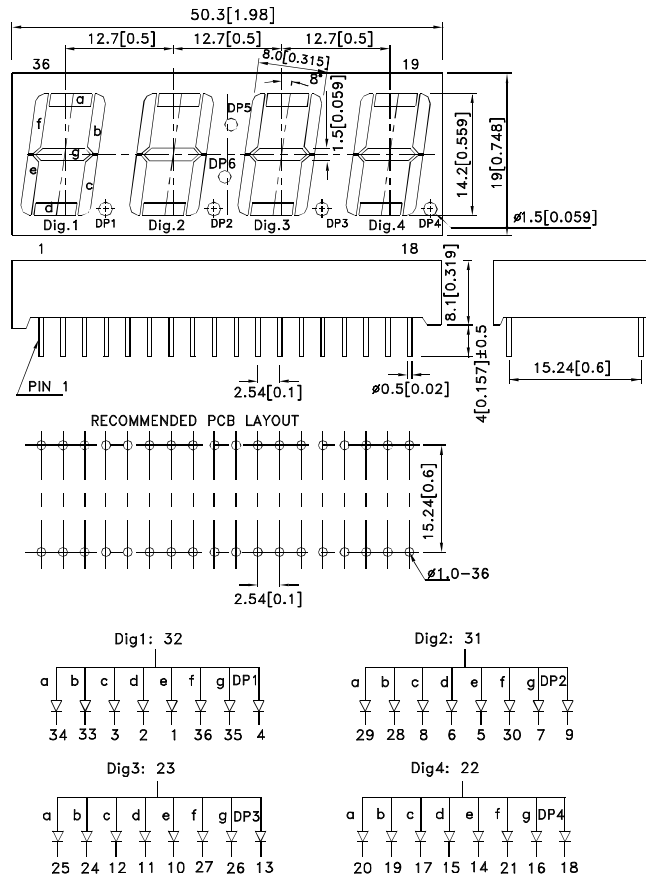 50.3[1.98]
12.7[0.5] 12.7[0.5] 12.7[0.5]
8.0[0.315]
8°
36 19
a
b
c
d
e
f
g
DP5
DP6
1.5[0.059]
14.2[0.559]
19[0.748]
Dig.1 DP1 Dig.2 DP2 Dig.3 DP3 Dig.4 DP4
ø1.5[0.059]
1 18
8.1[0.319]
4[0.157]±0.5
PIN 1
2.54[0.1]
ø0.5[0.02]
15.24[0.6]
RECOMMENDED PCB LAYOUT
15.24[0.6]
2.54[0.1]
ø1.0-36
Dig1: 32
a b c d e f g DP1
34 33 3 2 1 36 35 4
Dig2: 31
a b c d e f g DP2
29 28 8 6 5 30 7 9
Dig3: 23
a b c d e f g DP3
25 24 12 11 10 27 26 13
Dig4: 22
a b c d e f g DP4
20 19 17 15 14 21 16 18